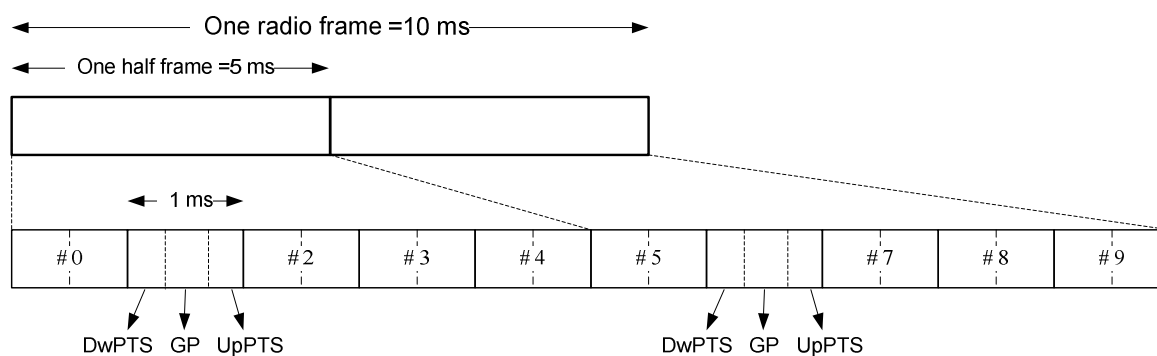 One radio frame =10 ms
One half frame =5 ms
1 ms
#0 #2 #3 #4 #5 #7 #8 #9
DwPTS GP UpPTS DwPTS GP UpPTS